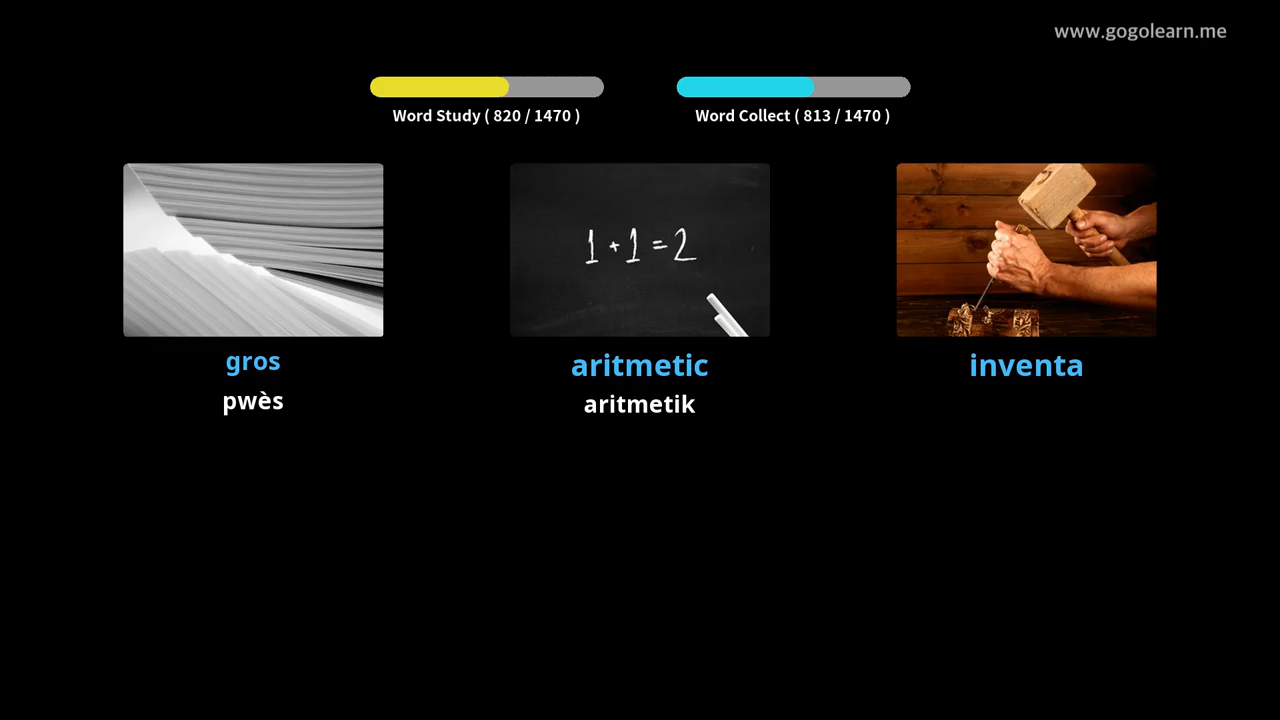 www.gogolearn.me
Word Study ( 820 / 1470 )
Word Collect ( 813 / 1470 )
1 + 1 = 2
gros
aritmetic
inventa
pwès
aritmetik